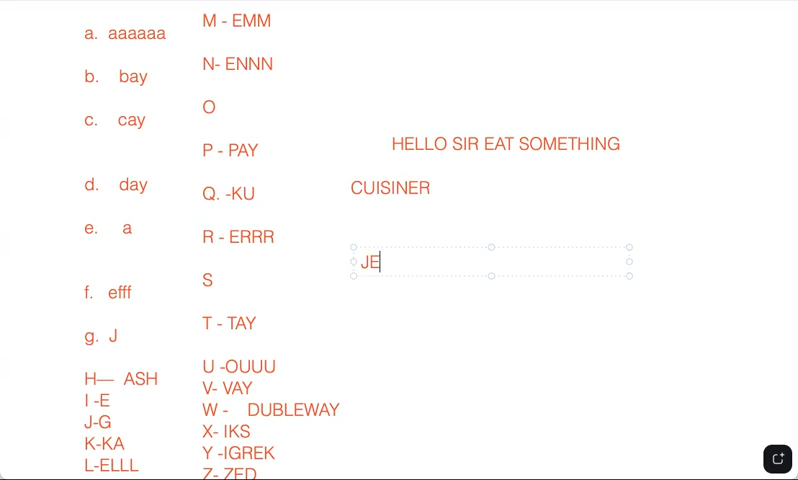 a. aaaaaa
b. bay
c. cay
d. day
e. a
f. efff
g. J
H— ASH
I -E
J-G
K-KA
L-ELLL
M - EMM
N- ENNN
O
P - PAY
Q. -KU
R - ERRR
S
T - TAY
U -OUUU
V- VAY
W - DUBLEWAY
X- IKS
Y -IGREK
Z- ZED
HELLO SIR EAT SOMETHING
CUISINER
JE